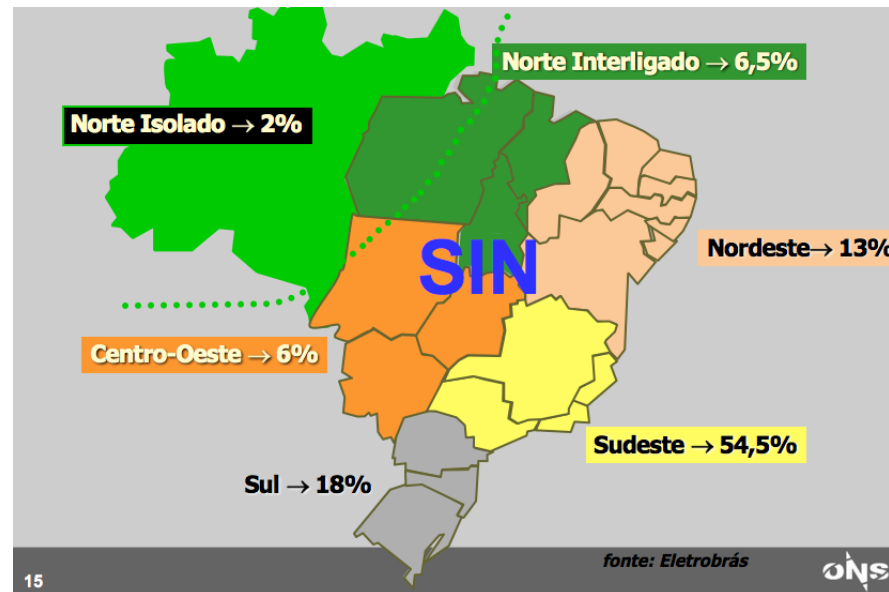 Norte Interligado → 6,5%
Norte Isolado → 2%
SIN
Nordeste→ 13%
Centro-Oeste → 6%
Sudeste → 54,5%
Sul → 18%
fonte: Eletrobrás
15
ONS